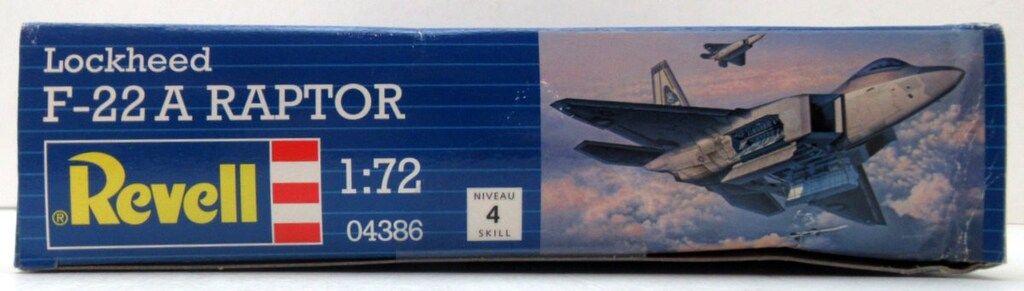 Lockheed
F-22 A RAPTOR
®Revell
1:72
04386
NIVEAU
4
SKILL